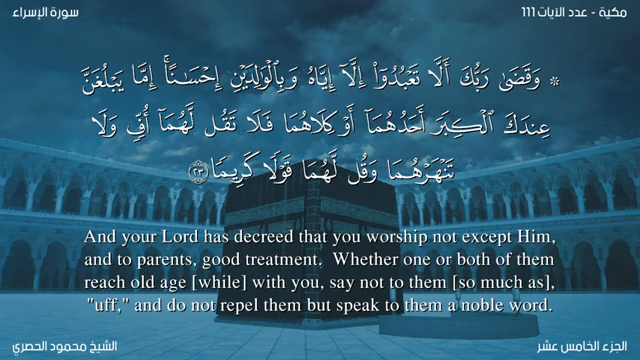 سورة الإسراء
مكية - عدد الآيات 111
۞ وَقَضَىٰ رَبُّكَ أَلَّا تَعْبُدُوٓا۟ إِلَّآ إِيَّاهُ وَبِٱلْوَٰلِدَيْنِ إِحْسَـٰنًا ۚ إِمَّا يَبْلُغَنَّ
عِندَكَ ٱلْكِبَرَ أَحَدُهُمَآ أَوْ كِلَاهُمَا فَلَا تَقُل لَّهُمَآ أُفٍّ وَلَا
تَنْهَرْهُمَا وَقُل لَّهُمَا قَوْلًا كَرِيمًا ٢٣
And your Lord has decreed that you worship not except Him,
and to parents, good treatment. Whether one or both of them
reach old age [while] with you, say not to them [so much as],
"uff," and do not repel them but speak to them a noble word.
الشيخ محمود الحصري
الجزء الخامس عشر